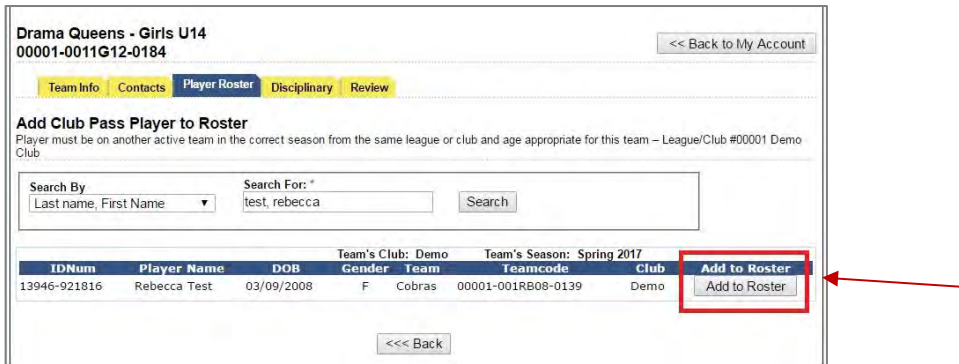 Drama Queens - Girls U14
00001-0011G12-0184
<< Back to My Account
Team Info Contacts Player Roster Disciplinary Review
Add Club Pass Player to Roster
Player must be on another active team in the correct season from the same league or club and age appropriate for this team – League/Club #00001 Demo
Club
Search By Search For: *
Last name, First Name ▼ test, rebecca Search
Team's Club: Demo Team's Season: Spring 2017
IDNum Player Name DOB Gender Team Teamcode Club Add to Roster
13946-921816 Rebecca Test 03/09/2008 F Cobras 00001-001RB08-0139 Demo Add to Roster
<<< Back